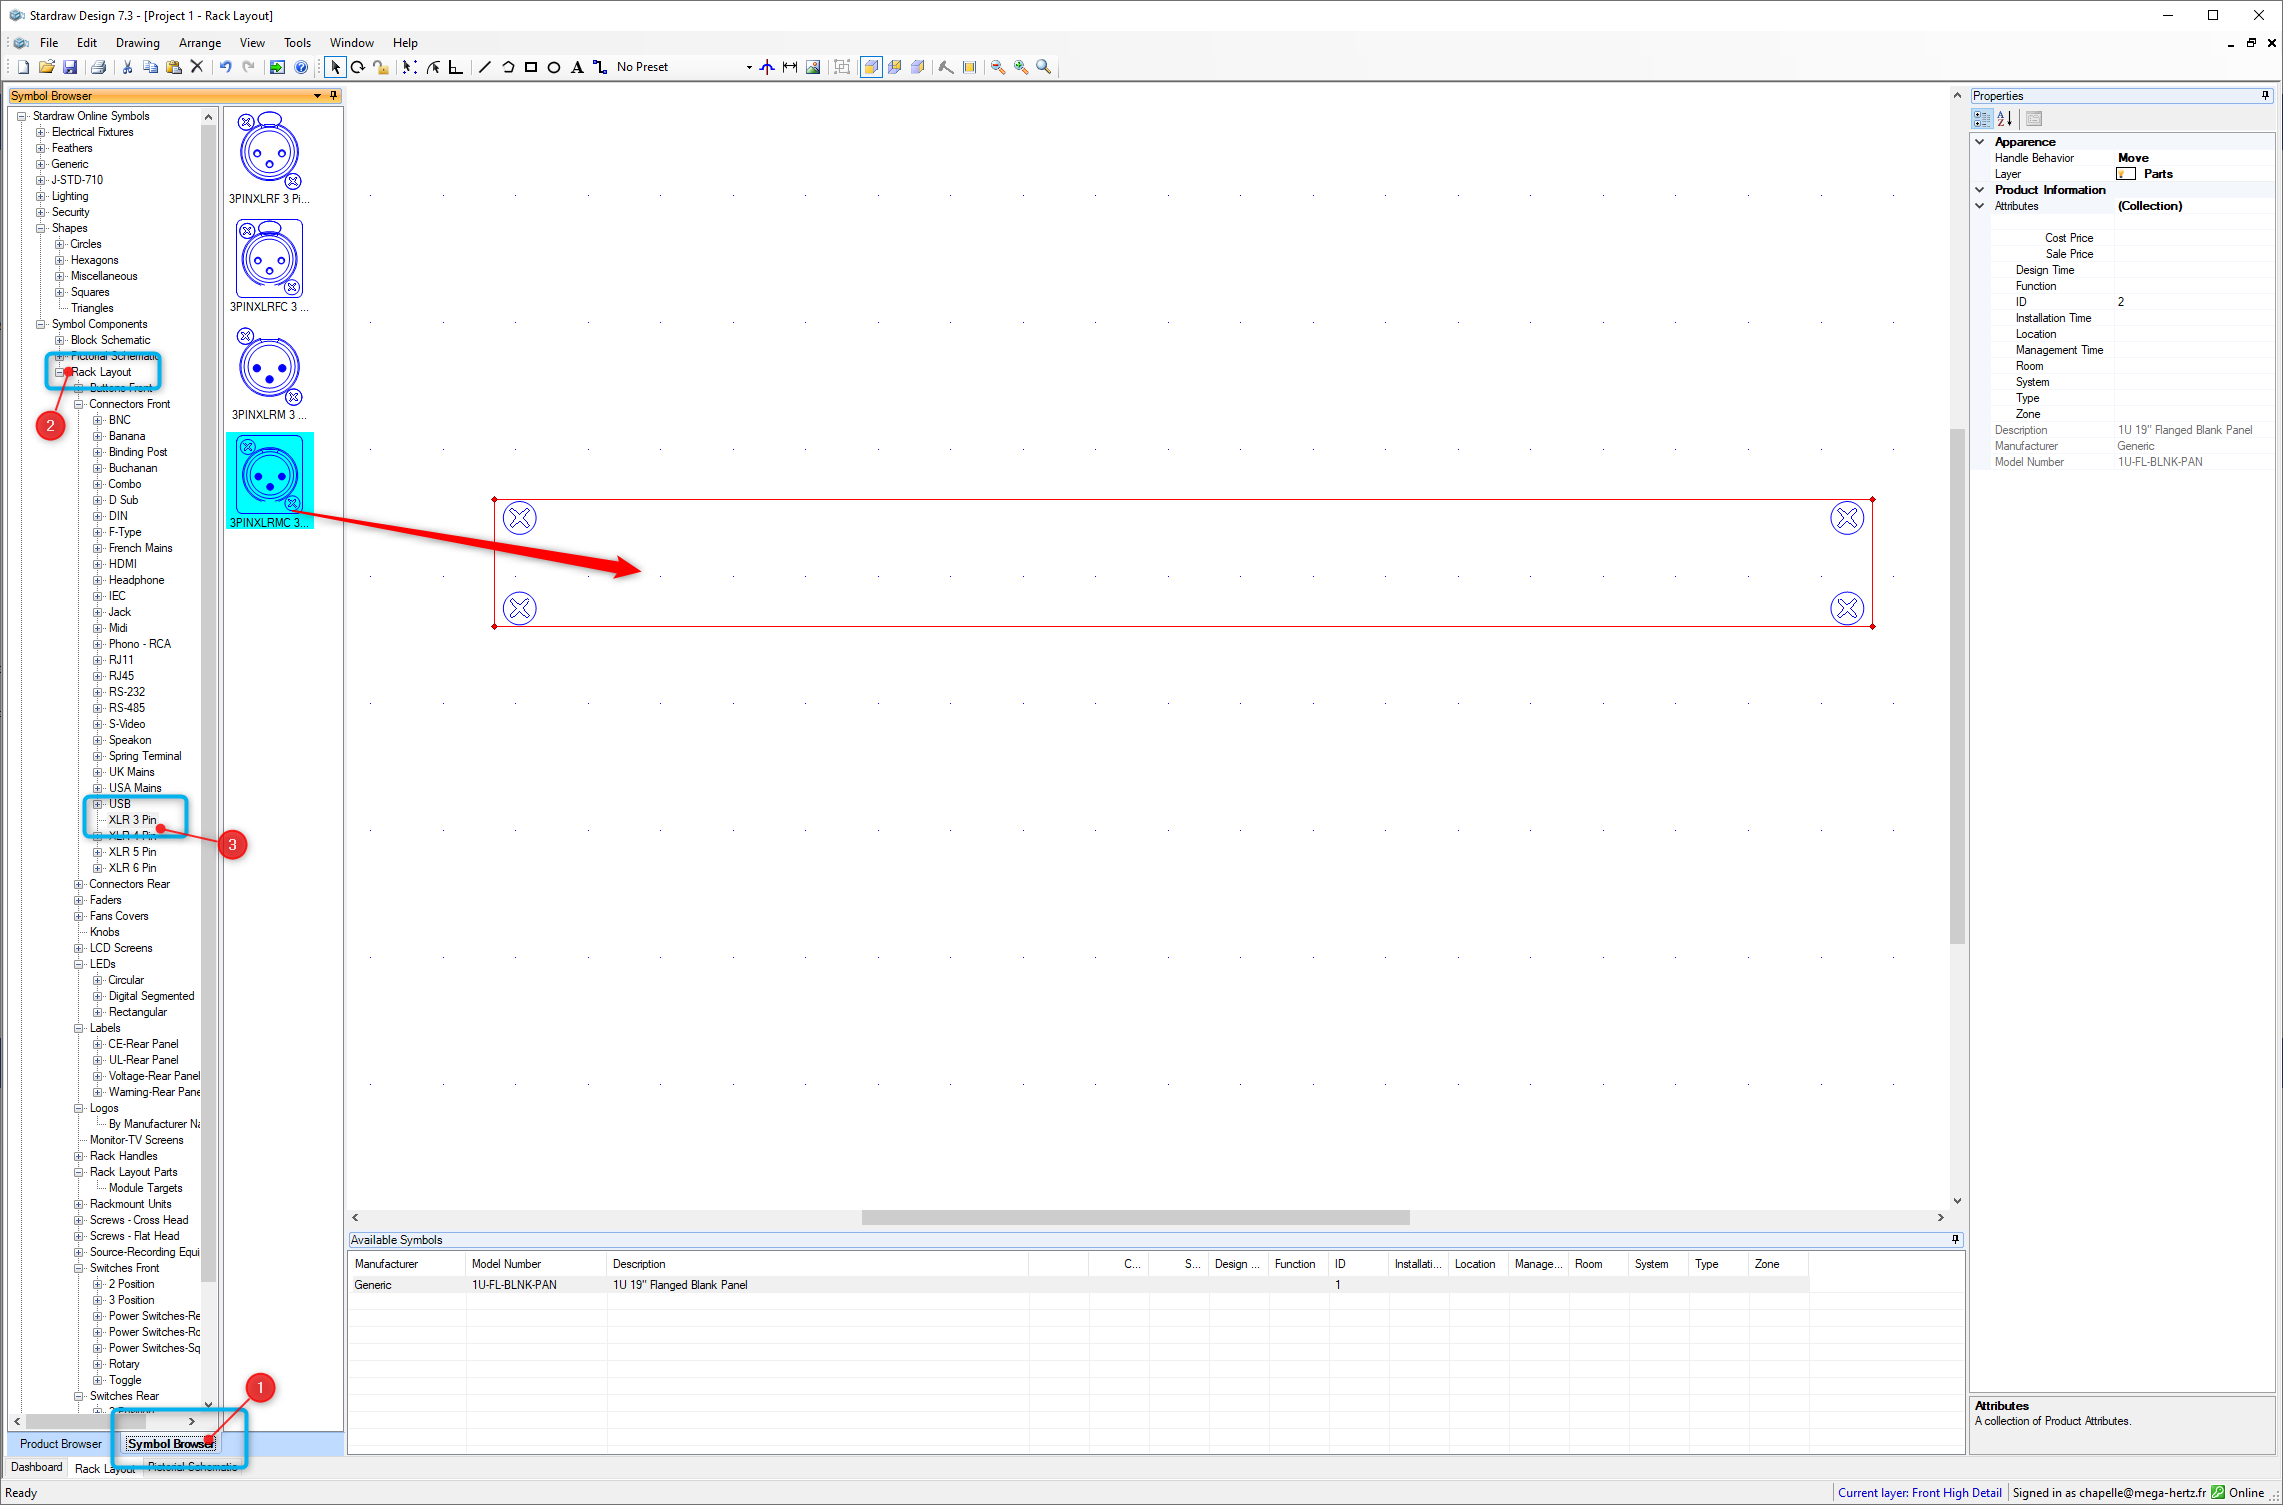 Stardraw Design 7.3 - [Project 1 - Rack Layout]
File Edit Drawing Arrange View Tools Window Help
No Preset
Symbol Browser
Stardraw Online Symbols
Electrical Fixtures
Feathers
Generic
J-STD-710
Lighting
Security
Shapes
Circles
Hexagons
Miscellaneous
Squares
Triangles
Symbol Components
Block Schematic
Pictorial Schematic
Rack Layout
Buttons Front
2
Connectors Front
BNC
Banana
Binding Post
Buchanan
Combo
D Sub
DIN
F-Type
French Mains
HDMI
Headphone
IEC
Jack
Midi
Phono - RCA
RJ11
RJ45
RS-232
RS-485
S-Video
Speakon
Spring Terminal
UK Mains
USA Mains
USB
XLR 3 Pin
3
XLR 4 Pin
XLR 5 Pin
XLR 6 Pin
Connectors Rear
Faders
Fans Covers
Knobs
LCD Screens
LEDs
Circular
Digital Segmented
Rectangular
Labels
CE-Rear Panel
UL-Rear Panel
Voltage-Rear Panel
Warning-Rear Pane
Logos
By Manufacturer Na
Monitor-TV Screens
Rack Handles
Rack Layout Parts
Module Targets
Rackmount Units
Screws - Cross Head
Screws - Flat Head
Source-Recording Equi
Switches Front
2 Position
3 Position
Power Switches-Re
Power Switches-Ro
Power Switches-Sq
Rotary
Toggle
Switches Rear
1
Product Browser Symbol Browser
Dashboard Rack Layout Pictorial Schematic
3PINXLRF 3 Pi...
3PINXLRFC 3 ...
3PINXLRM 3 ...
3PINXLRMC 3...
Available Symbols
Manufacturer Model Number Description C... S... Design ... Function ID Installati... Location Manage... Room System Type Zone
Generic 1U-FL-BLNK-PAN 1U 19" Flanged Blank Panel 1
Properties
Apparence
Handle Behavior Move
Layer Parts
Product Information
Attributes (Collection)
Cost Price
Sale Price
Design Time
Function
ID 2
Installation Time
Location
Management Time
Room
System
Type
Zone
Description 1U 19" Flanged Blank Panel
Manufacturer Generic
Model Number 1U-FL-BLNK-PAN
Attributes
A collection of Product Attributes.
Ready Current layer: Front High Detail Signed in as chapelle@mega-hertz.fr Online